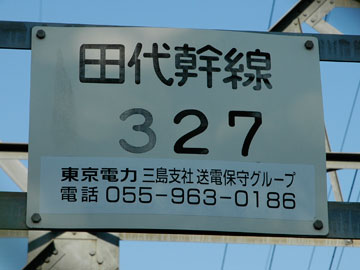 田代幹線
327
東京電力 三島支社 送電保守グループ
電話 055-963-0186